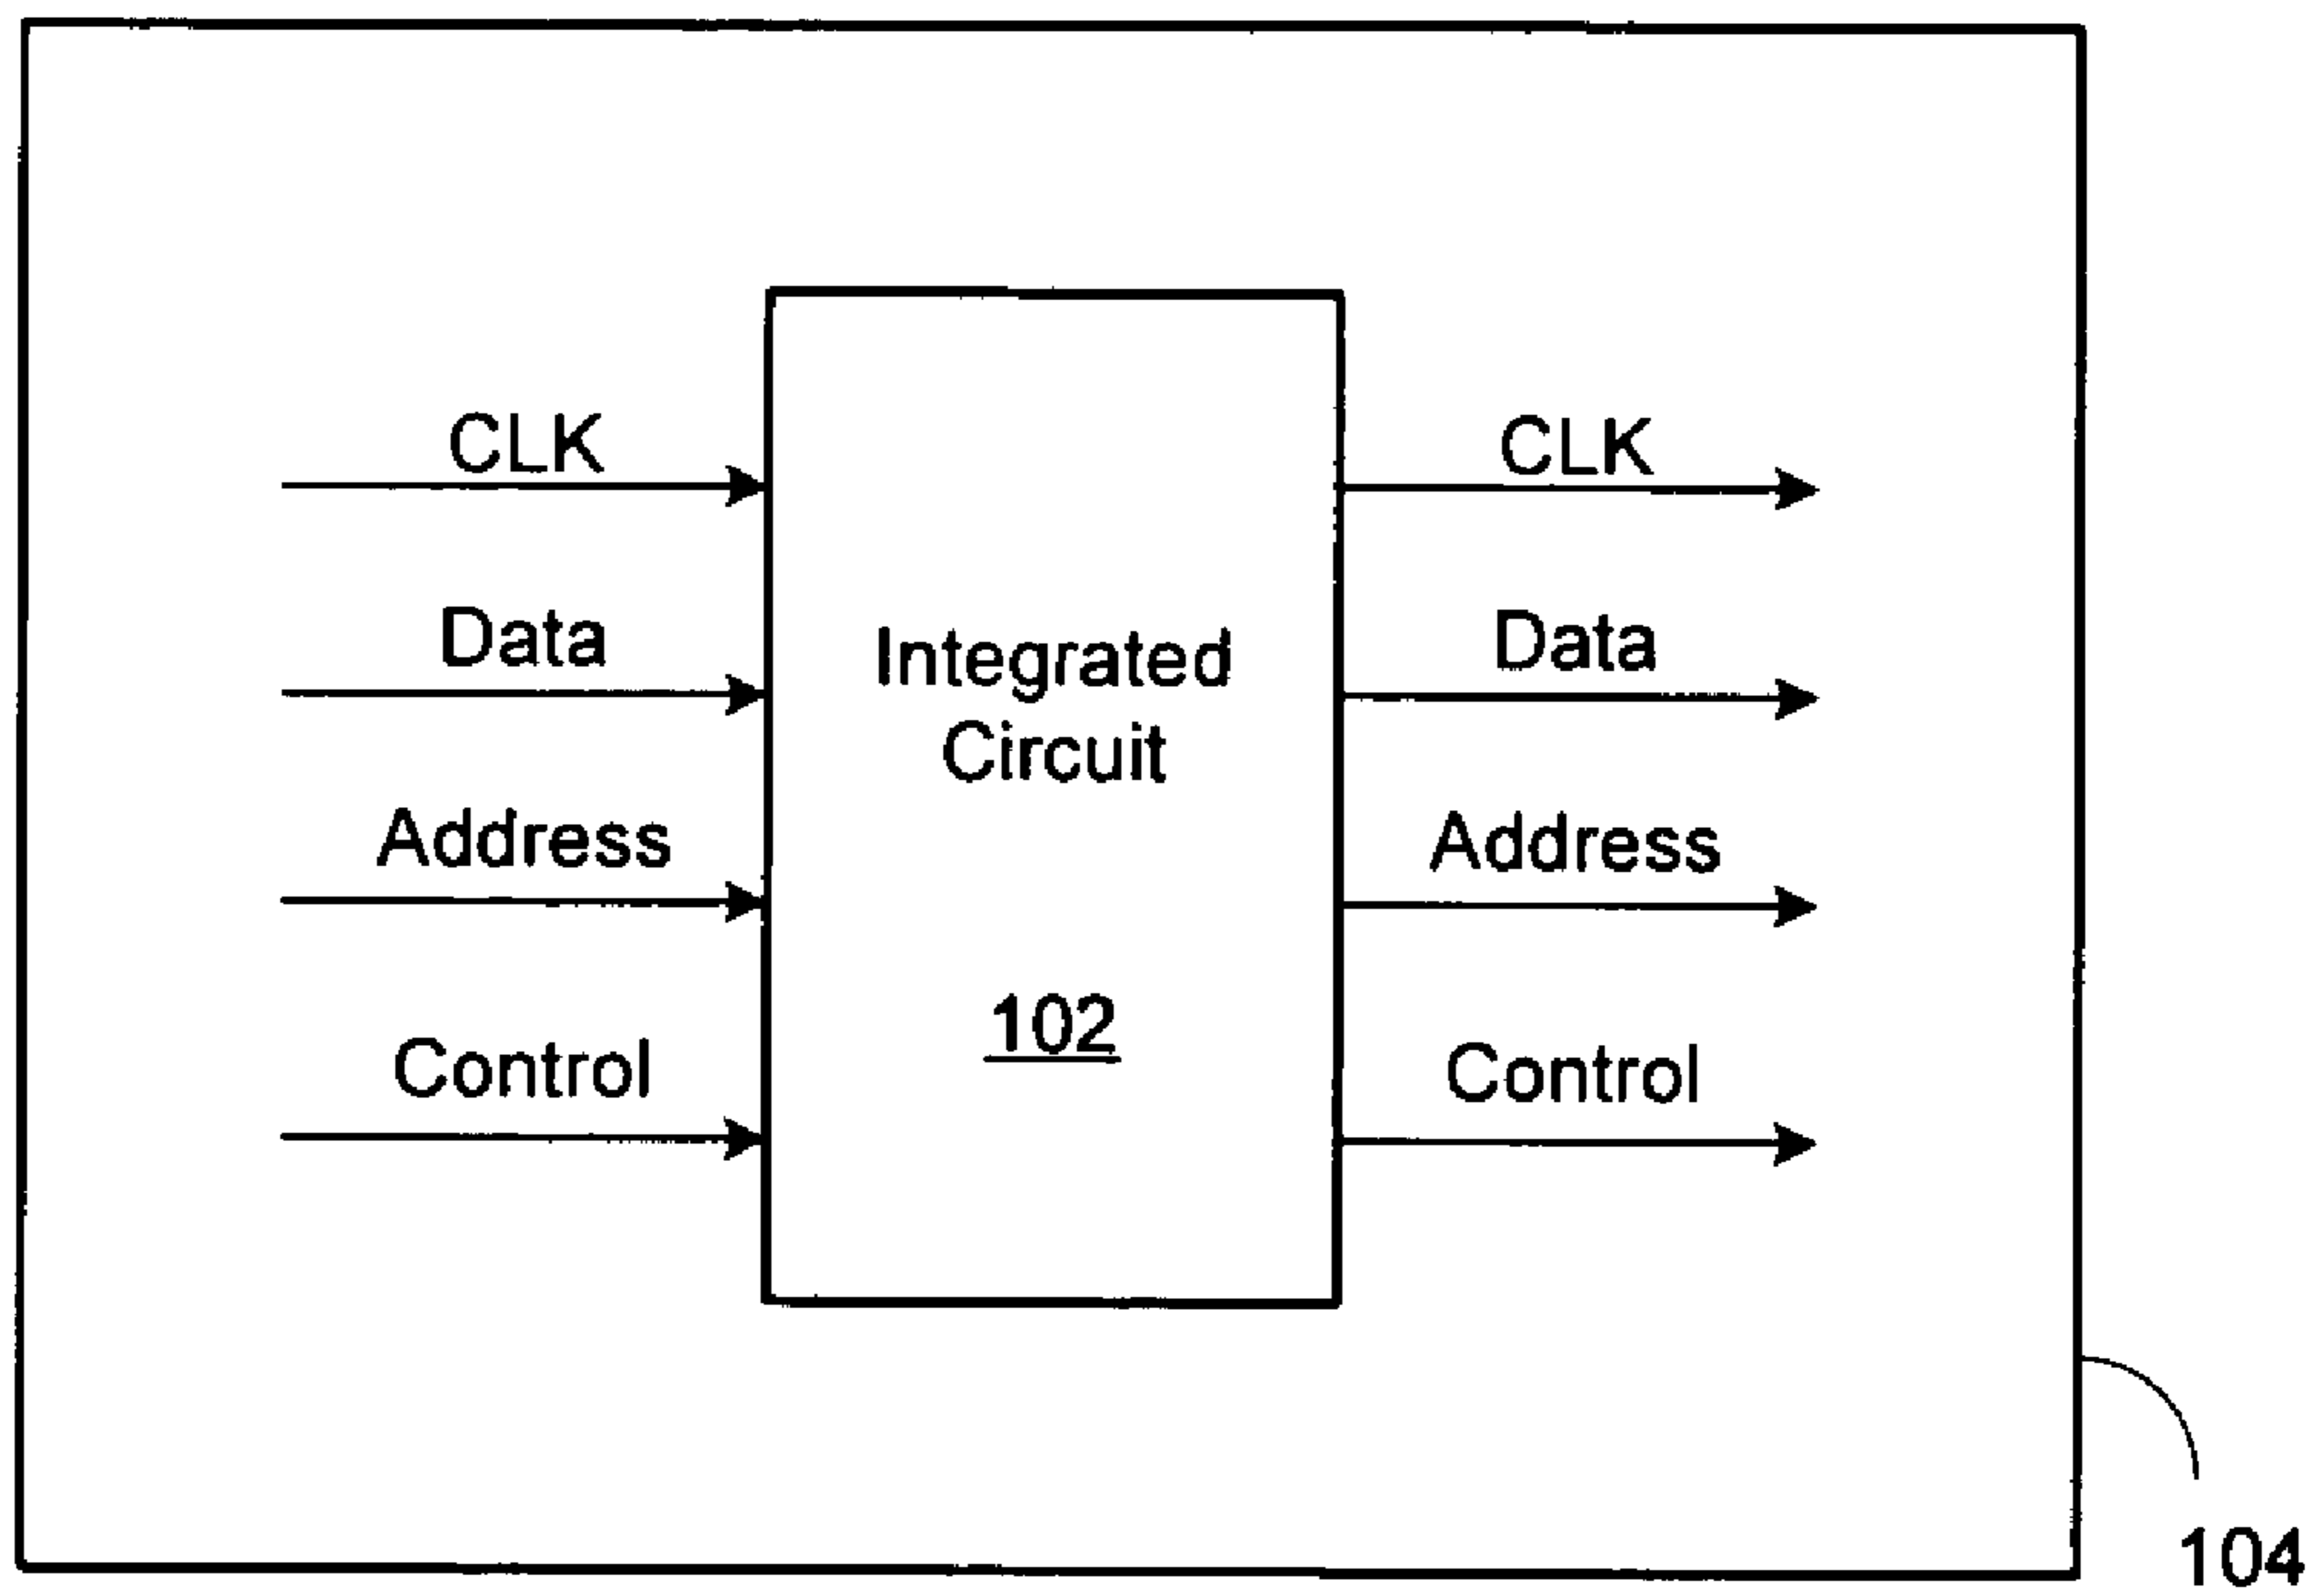 CLK
CLK
Data
Data
Integrated
Circuit
Address
Address
102
Control
Control
104